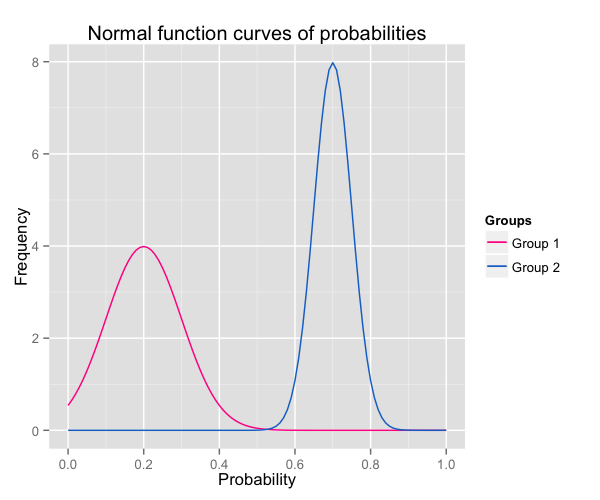 Normal function curves of probabilities
8
6
4
2
0
Frequency
0.0 0.2 0.4 0.6 0.8 1.0
Probability
Groups
Group 1
Group 2